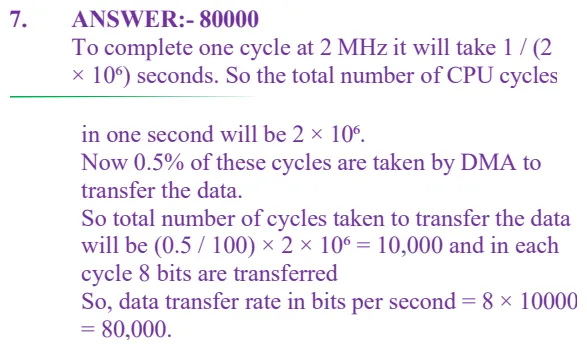 7. ANSWER:- 80000
To complete one cycle at 2 MHz it will take 1 / (2
× 10⁶) seconds. So the total number of CPU cycles
in one second will be 2 × 10⁶.
Now 0.5% of these cycles are taken by DMA to
transfer the data.
So total number of cycles taken to transfer the data
will be (0.5 / 100) × 2 × 10⁶ = 10,000 and in each
cycle 8 bits are transferred
So, data transfer rate in bits per second = 8 × 10000
= 80,000.